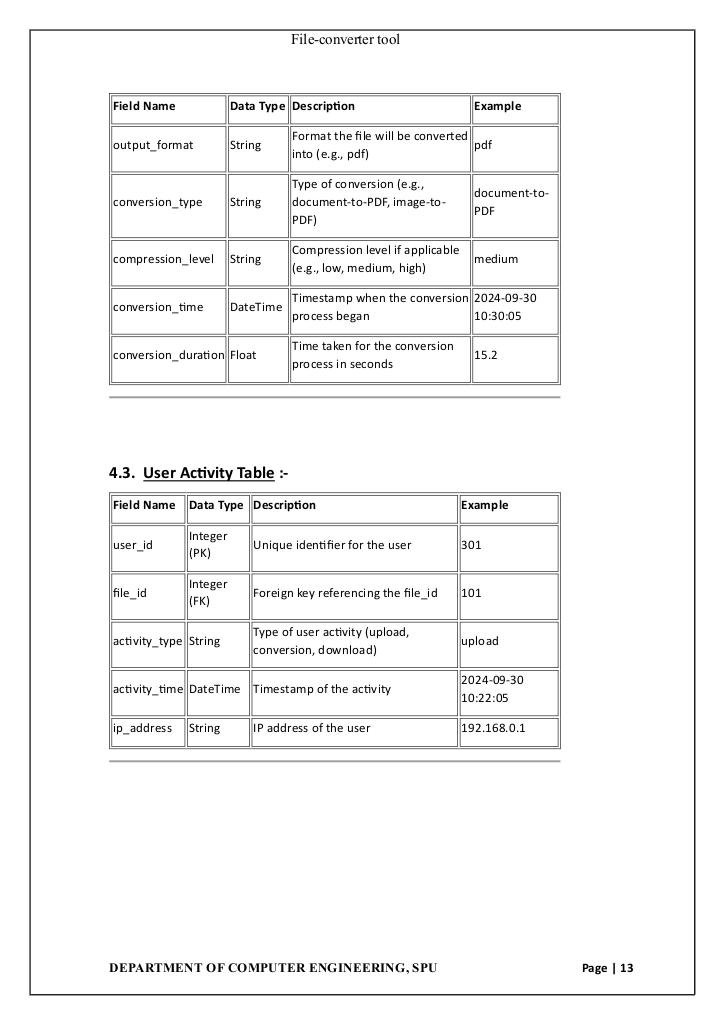 File-converter tool
Field Name Data Type Description Example
output_format String Format the file will be converted into (e.g., pdf) pdf
conversion_type String Type of conversion (e.g., document-to-PDF, image-to-PDF) document-to-PDF
compression_level String Compression level if applicable (e.g., low, medium, high) medium
conversion_time DateTime Timestamp when the conversion process began 2024-09-30 10:30:05
conversion_duration Float Time taken for the conversion process in seconds 15.2
4.3. User Activity Table :-
Field Name Data Type Description Example
user_id Integer (PK) Unique identifier for the user 301
file_id Integer (FK) Foreign key referencing the file_id 101
activity_type String Type of user activity (upload, conversion, download) upload
activity_time DateTime Timestamp of the activity 2024-09-30 10:22:05
ip_address String IP address of the user 192.168.0.1
DEPARTMENT OF COMPUTER ENGINEERING, SPU Page | 13